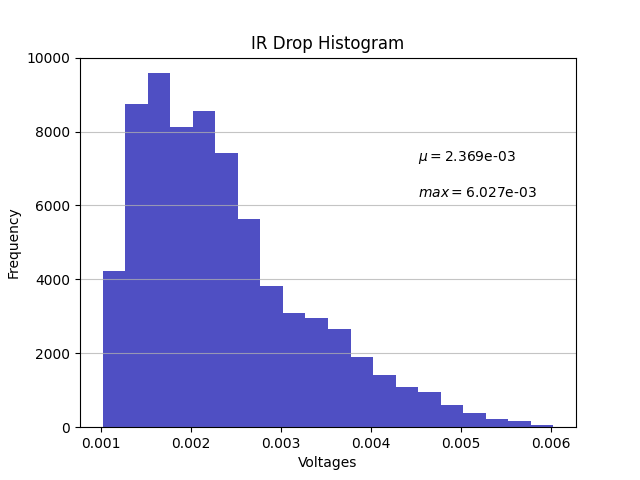 IR Drop Histogram
10000
8000
6000
4000
2000
0
Frequency
μ = 2.369e-03
max = 6.027e-03
0.001 0.002 0.003 0.004 0.005 0.006
Voltages